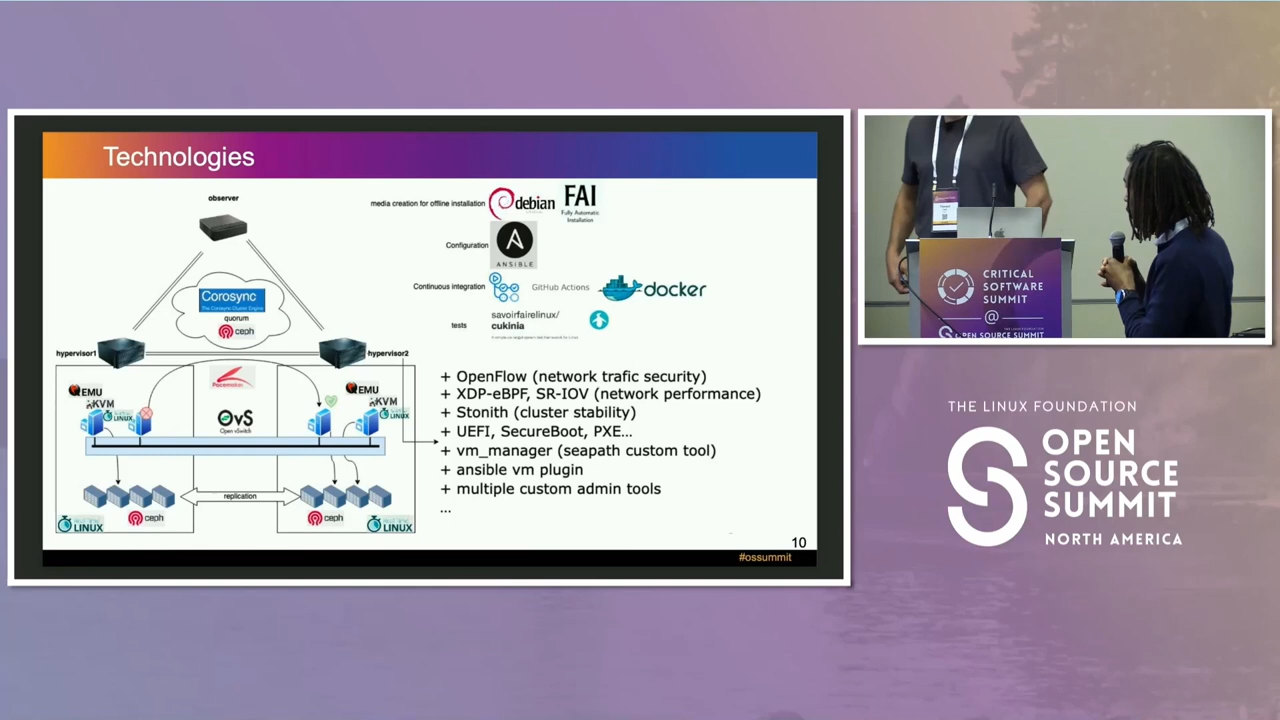 Technologies
observer
Corosync
The Corosync Cluster Engine
quorum
ceph
hypervisor1
hypervisor2
Pacemaker
QEMU
KVM
LINUX
OvS
Open vSwitch
QEMU
KVM
LINUX
replication
ceph
LINUX
ceph
LINUX
media creation for offline installation
debian
FAI
Fully Automatic
Installation
Configuration
A
ANSIBLE
Continuous integration
GitHub Actions
docker
tests
savoirfairelinux/
cukinia
+ OpenFlow (network trafic security)
+ XDP-eBPF, SR-IOV (network performance)
+ Stonith (cluster stability)
+ UEFI, SecureBoot, PXE...
+ vm_manager (seapath custom tool)
+ ansible vm plugin
+ multiple custom admin tools
...
10
#ossummit
CRITICAL
SOFTWARE
SUMMIT
@
THE LINUX FOUNDATION
OPEN SOURCE SUMMIT
THE LINUX FOUNDATION
OPEN
SOURCE
SUMMIT
NORTH AMERICA